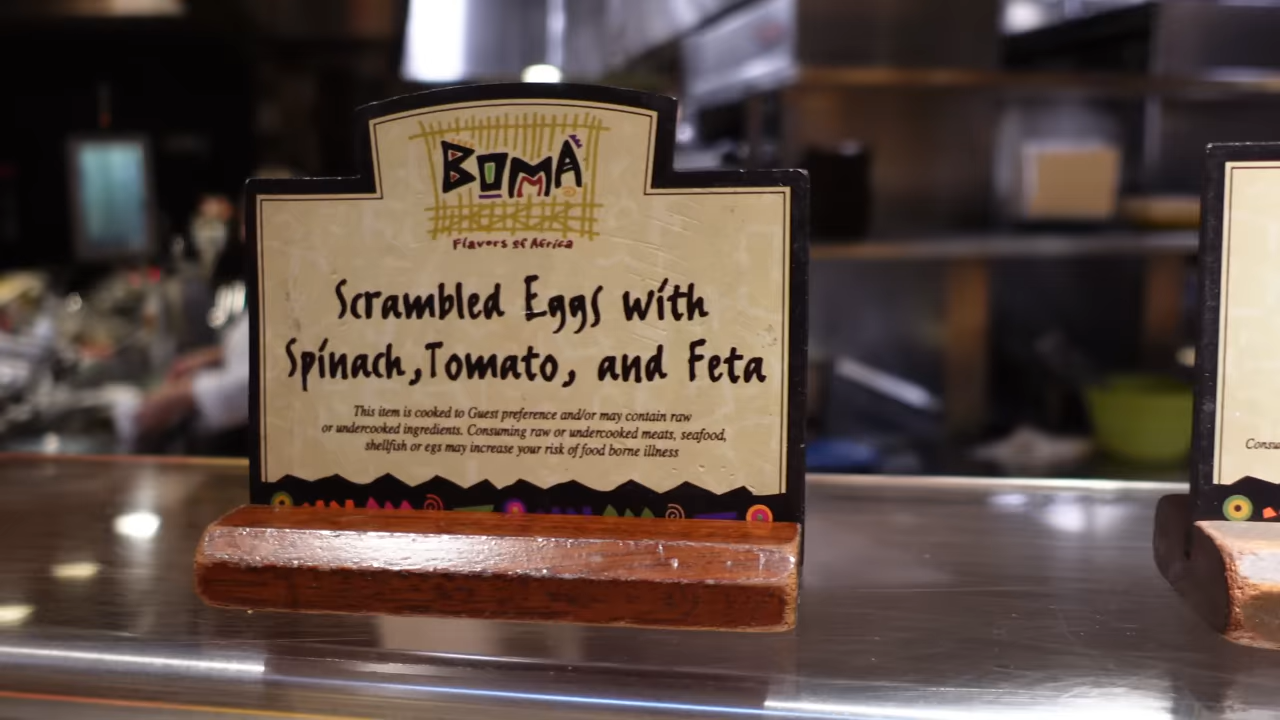 BOMA
Flavors of Africa
Scrambled Eggs with
Spinach, Tomato, and Feta
This item is cooked to Guest preference and/or may contain raw
or undercooked ingredients. Consuming raw or undercooked meats, seafood,
shellfish or egs may increase your risk of food borne illness